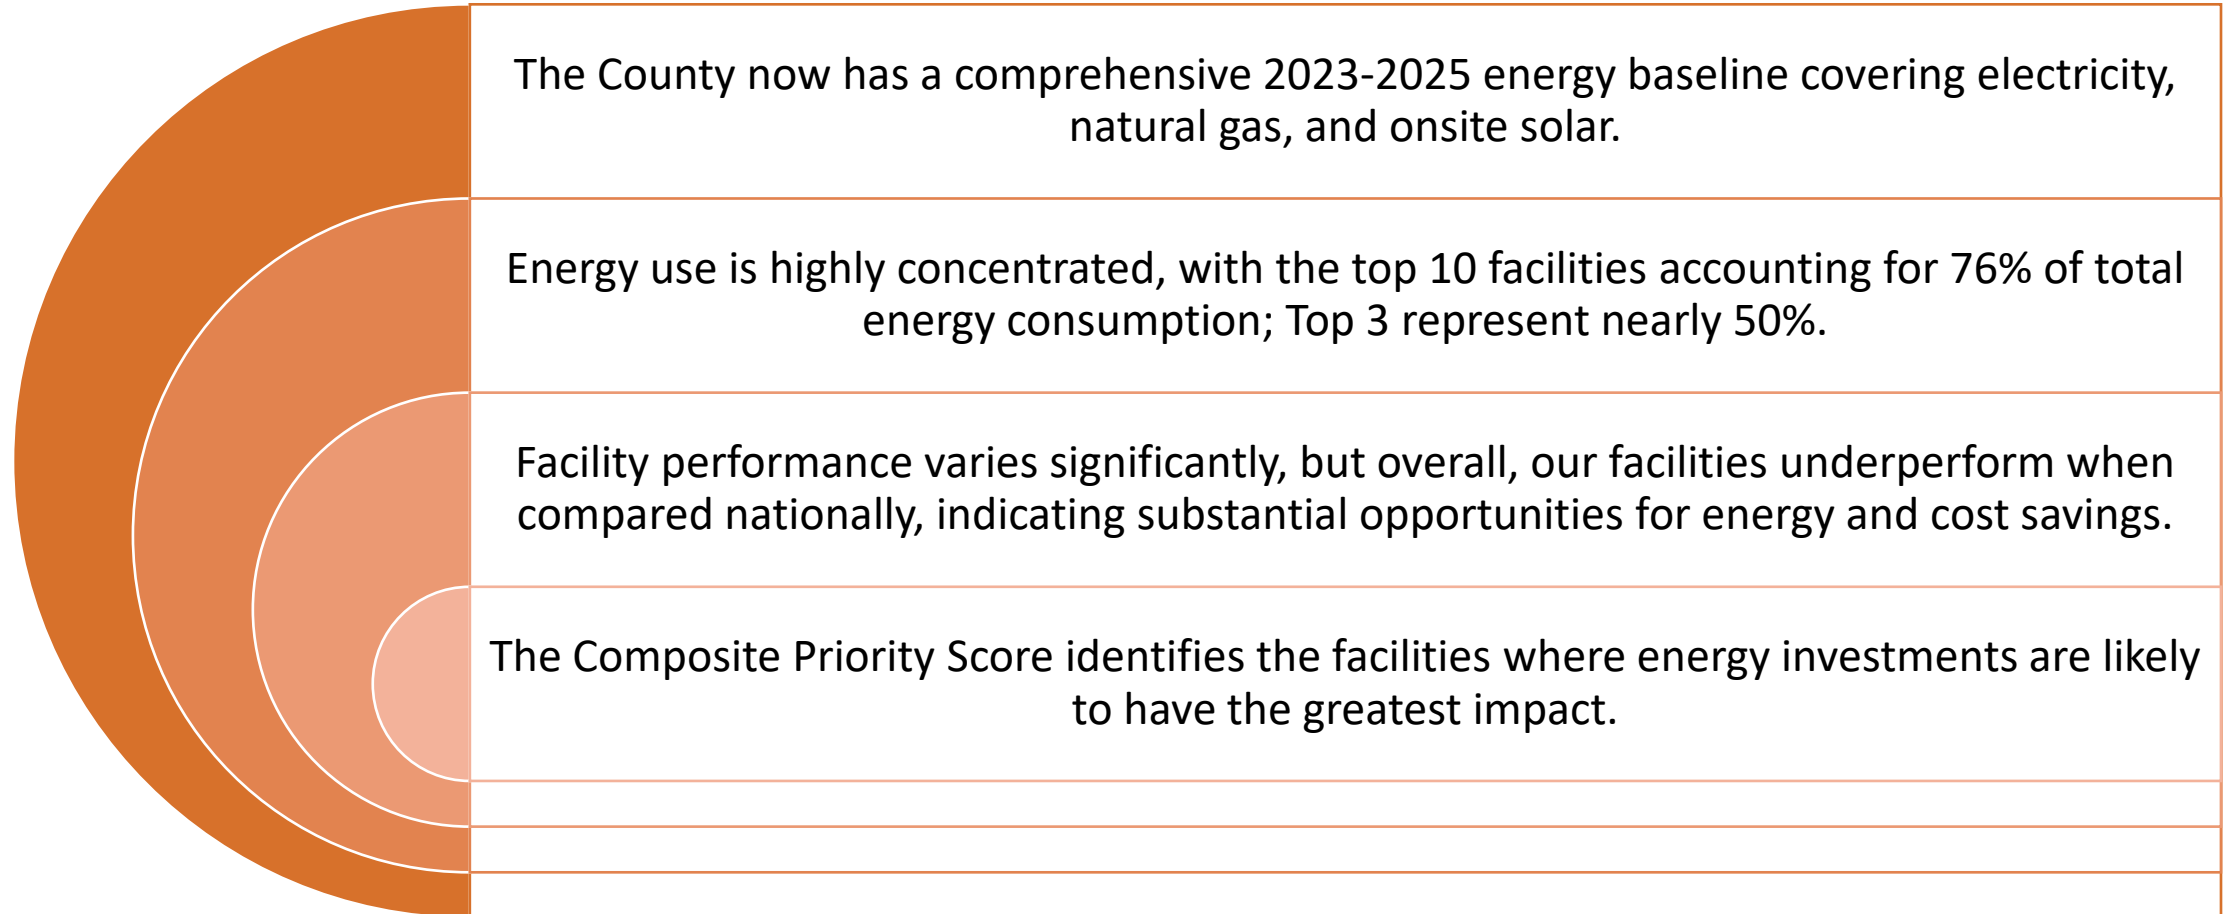 The County now has a comprehensive 2023-2025 energy baseline covering electricity,
natural gas, and onsite solar.
Energy use is highly concentrated, with the top 10 facilities accounting for 76% of total
energy consumption; Top 3 represent nearly 50%.
Facility performance varies significantly, but overall, our facilities underperform when
compared nationally, indicating substantial opportunities for energy and cost savings.
The Composite Priority Score identifies the facilities where energy investments are likely
to have the greatest impact.